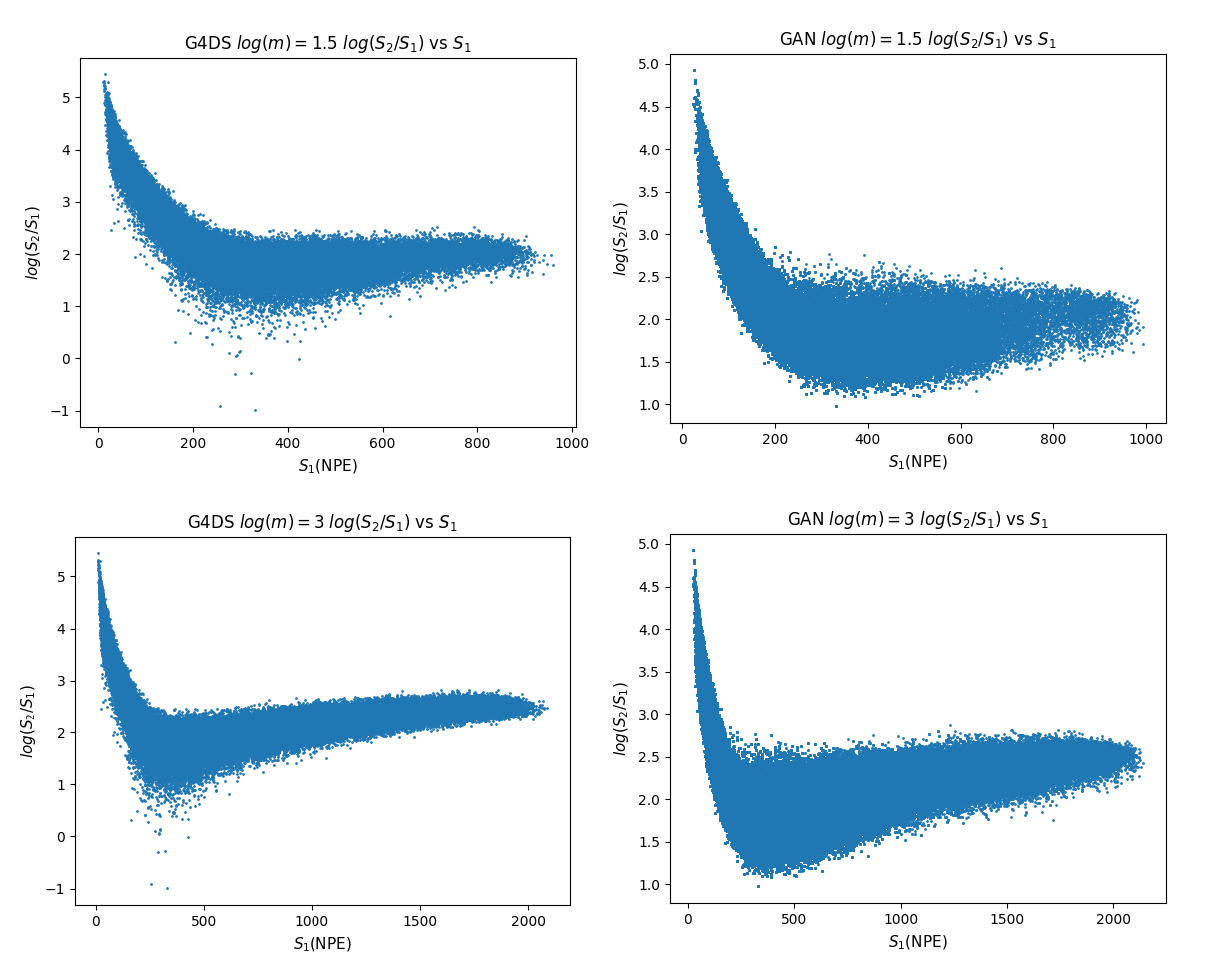 G4DS log(m) = 1.5 log(S₂/S₁) vs S₁
5
4
3
2
1
0
−1
log(S₂/S₁)
0 200 400 600 800 1000
S₁(NPE)
GAN log(m) = 1.5 log(S₂/S₁) vs S₁
5.0
4.5
4.0
3.5
3.0
2.5
2.0
1.5
1.0
log(S₂/S₁)
0 200 400 600 800 1000
S₁(NPE)
G4DS log(m) = 3 log(S₂/S₁) vs S₁
5
4
3
2
1
0
−1
log(S₂/S₁)
0 500 1000 1500 2000
S₁(NPE)
GAN log(m) = 3 log(S₂/S₁) vs S₁
5.0
4.5
4.0
3.5
3.0
2.5
2.0
1.5
1.0
log(S₂/S₁)
0 500 1000 1500 2000
S₁(NPE)